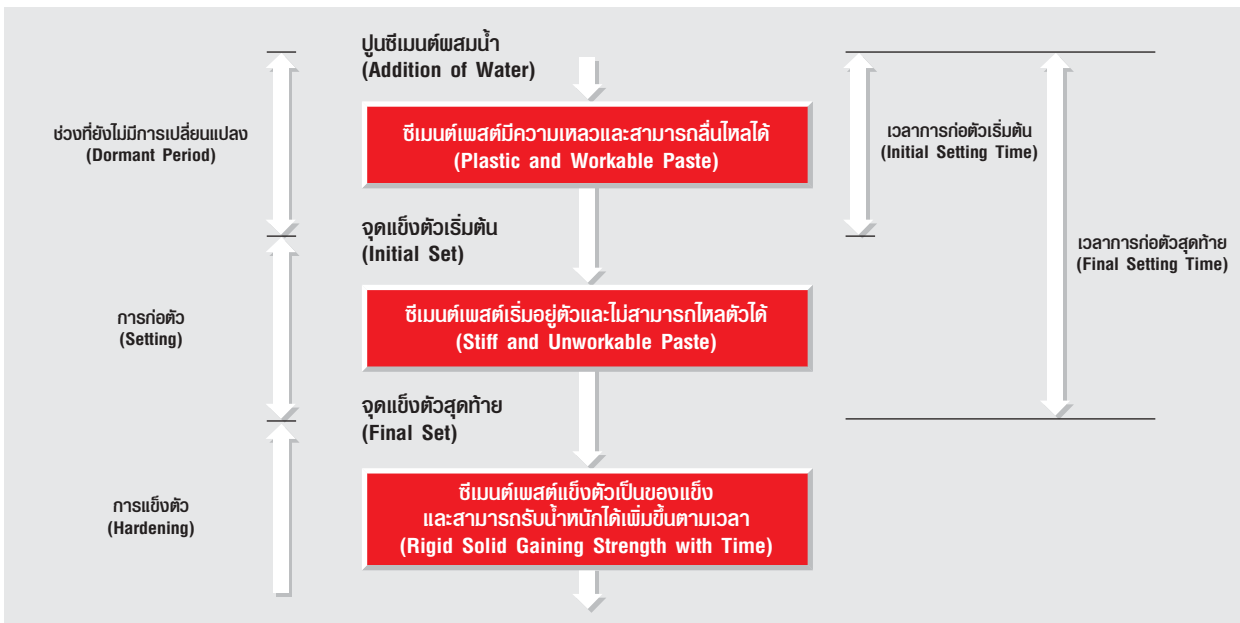 ปูนซีเมนต์ผสมน้ำ
(Addition of Water)
ซีเมนต์เพสต์มีความเหลวและสามารถลื่นไหลได้
(Plastic and Workable Paste)
ช่วงที่ยังไม่มีการเปลี่ยนแปลง
(Dormant Period)
เวลาการก่อตัวเริ่มต้น
(Initial Setting Time)
จุดแข็งตัวเริ่มต้น
(Initial Set)
เวลาการก่อตัวสุดท้าย
(Final Setting Time)
ซีเมนต์เพสต์เริ่มอยู่ตัวและไม่สามารถไหลตัวได้
(Stiff and Unworkable Paste)
การก่อตัว
(Setting)
จุดแข็งตัวสุดท้าย
(Final Set)
ซีเมนต์เพสต์แข็งตัวเป็นของแข็ง
และสามารถรับน้ำหนักได้เพิ่มขึ้นตามเวลา
(Rigid Solid Gaining Strength with Time)
การแข็งตัว
(Hardening)